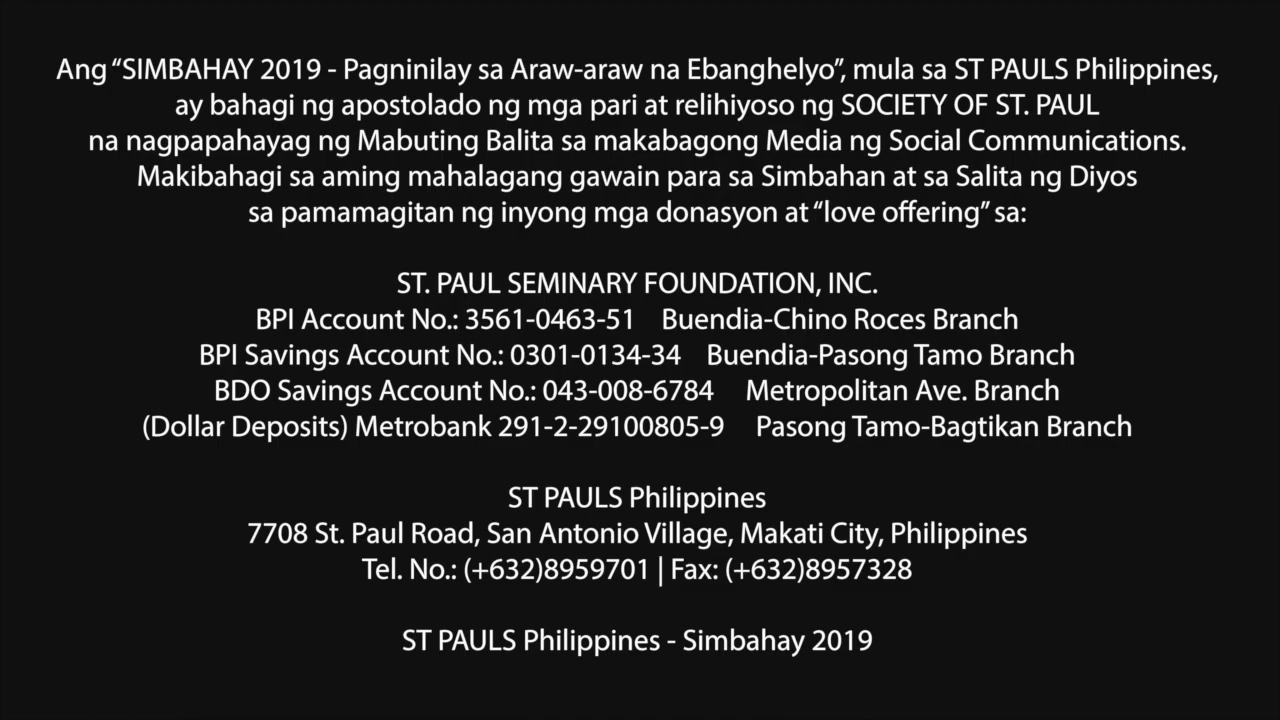 Ang “SIMBAHAY 2019 - Pagninilay sa Araw-araw na Ebanghelyo”, mula sa ST PAULS Philippines,
ay bahagi ng apostolado ng mga pari at relihiyoso ng SOCIETY OF ST. PAUL
na nagpapahayag ng Mabuting Balita sa makabagong Media ng Social Communications.
Makibahagi sa aming mahalagang gawain para sa Simbahan at sa Salita ng Diyos
sa pamamagitan ng inyong mga donasyon at “love offering” sa:
ST. PAUL SEMINARY FOUNDATION, INC.
BPI Account No.: 3561-0463-51 Buendia-Chino Roces Branch
BPI Savings Account No.: 0301-0134-34 Buendia-Pasong Tamo Branch
BDO Savings Account No.: 043-008-6784 Metropolitan Ave. Branch
(Dollar Deposits) Metrobank 291-2-29100805-9 Pasong Tamo-Bagtikan Branch
ST PAULS Philippines
7708 St. Paul Road, San Antonio Village, Makati City, Philippines
Tel. No.: (+632)8959701 | Fax: (+632)8957328
ST PAULS Philippines - Simbahay 2019